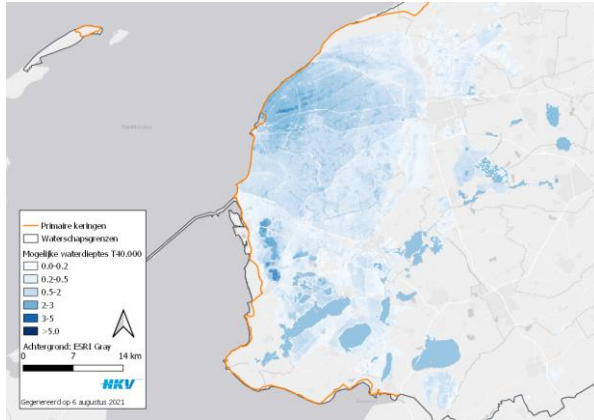 Primaire keringen
Waterschapsgrenzen
Mogelijke waterdieptes T40.000
0.0-0.2
0.2-0.5
0.5-2
2-3
3-5
>5.0
Achtergrond: ESRI Gray
0 7 14 km
HKV
Gegenereerd op 6 augustus 2021